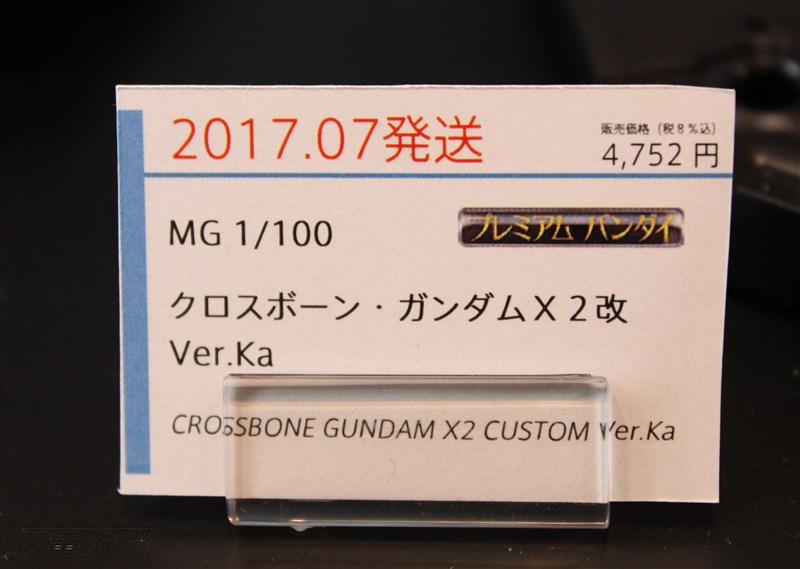 2017.07発送
販売価格（税8％込）
4,752 円
MG 1/100
プレミアム バンダイ
クロスボーン・ガンダムX 2改
Ver.Ka
CROSSBONE GUNDAM X2 CUSTOM Ver.Ka